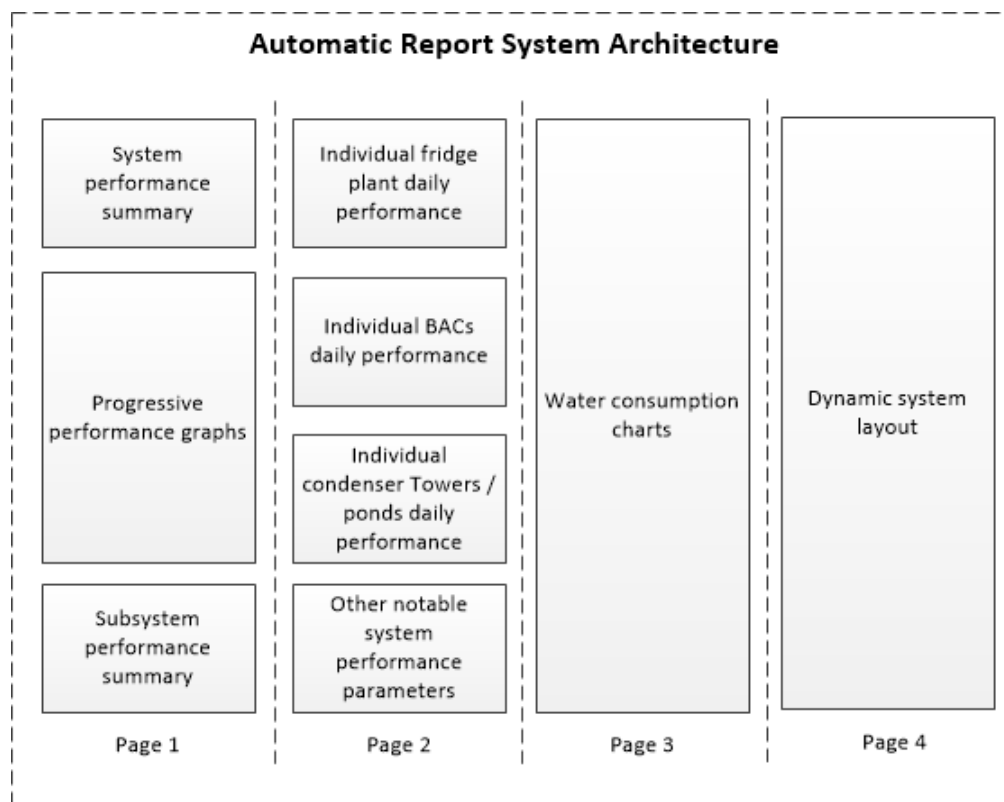 Automatic Report System Architecture
System
performance
summary
Progressive
performance graphs
Subsystem
performance
summary
Page 1
Individual fridge
plant daily
performance
Individual BACs
daily performance
Individual
condenser Towers /
ponds daily
performance
Other notable
system
performance
parameters
Page 2
Water consumption
charts
Page 3
Dynamic system
layout
Page 4